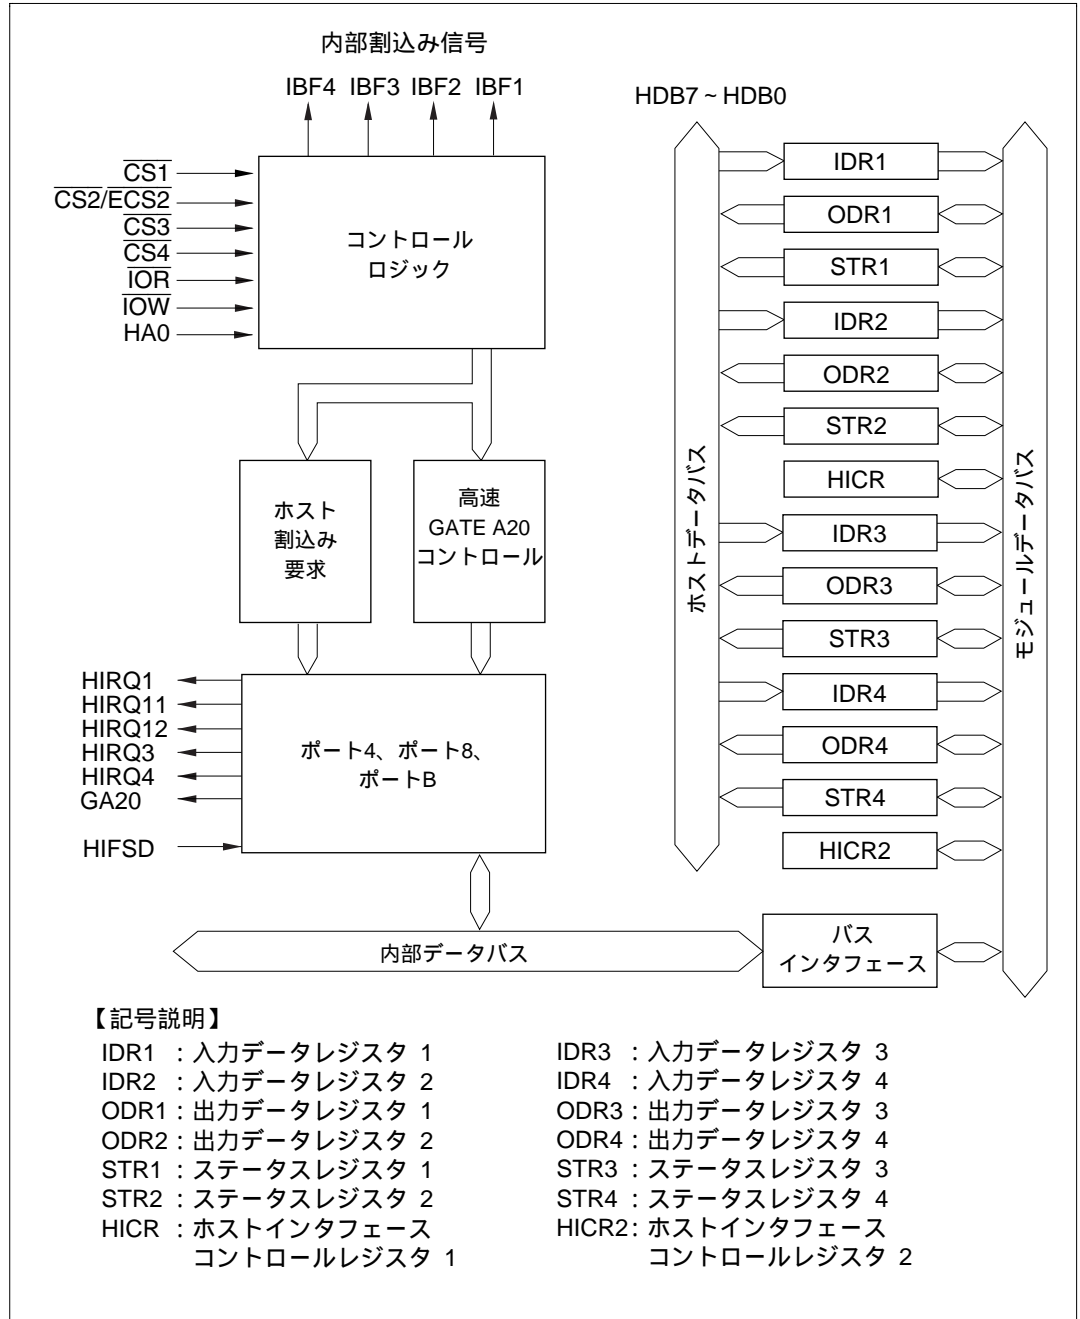 内部割込み信号
IBF4 IBF3 IBF2 IBF1
HDB7 ~ HDB0
CS1
CS2/ECS2
CS3
CS4
IOR
IOW
HA0
コントロール
ロジック
ホスト
割込み
要求
高速
GATE A20
コントロール
HIRQ1
HIRQ11
HIRQ12
HIRQ3
HIRQ4
GA20
HIFSD
ポート4、ポート8、
ポートB
ホストデータバス
IDR1
ODR1
STR1
IDR2
ODR2
STR2
HICR
IDR3
ODR3
STR3
IDR4
ODR4
STR4
HICR2
モジュールデータバス
内部データバス
バス
インタフェース
【記号説明】
IDR1 : 入力データレジスタ 1
IDR2 : 入力データレジスタ 2
ODR1 : 出力データレジスタ 1
ODR2 : 出力データレジスタ 2
STR1 : ステータスレジスタ 1
STR2 : ステータスレジスタ 2
HICR : ホストインタフェース
コントロールレジスタ 1
IDR3 : 入力データレジスタ 3
IDR4 : 入力データレジスタ 4
ODR3 : 出力データレジスタ 3
ODR4 : 出力データレジスタ 4
STR3 : ステータスレジスタ 3
STR4 : ステータスレジスタ 4
HICR2 : ホストインタフェース
コントロールレジスタ 2